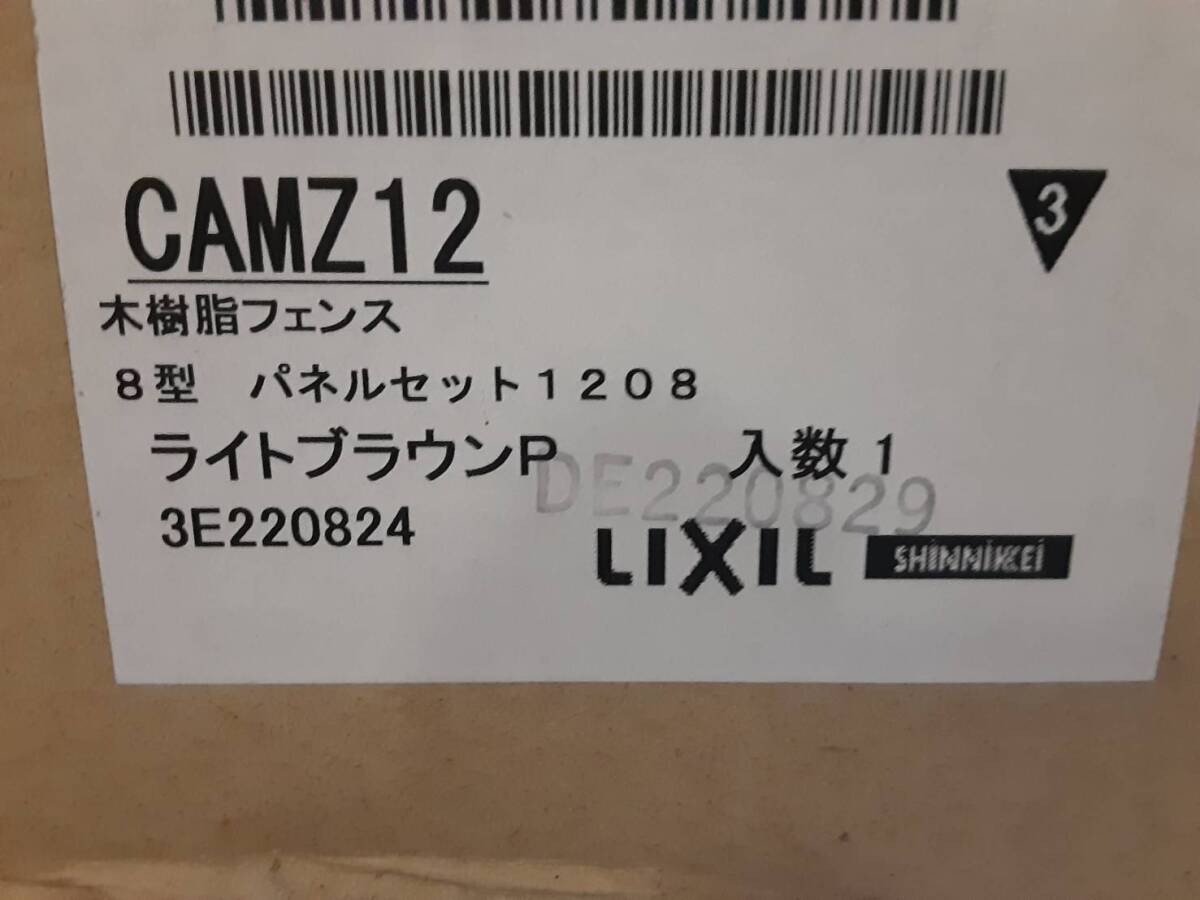 CAMZ12
3
木樹脂フェンス
8型 パネルセット1208
ライトブラウンP 入数1
DE220829
3E220824
LIXIL SHiNNiKKEi